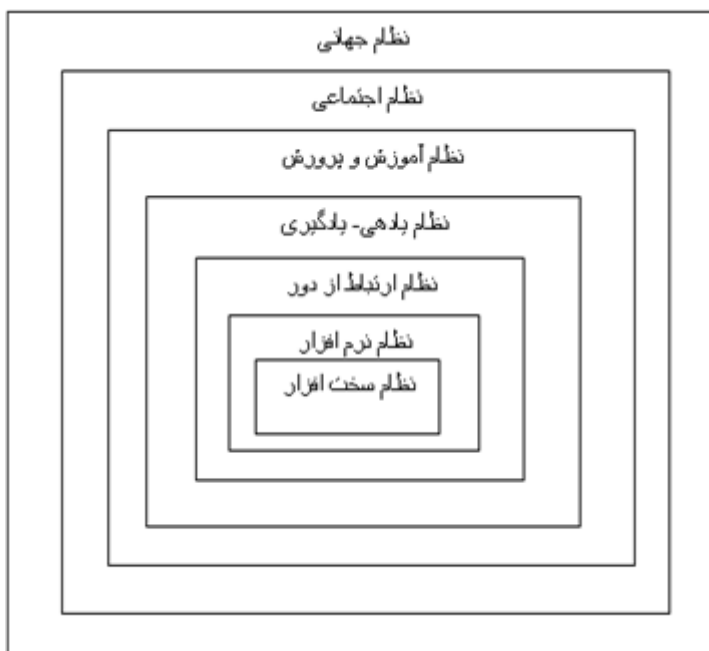 نظام جهانی
نظام اجتماعی
نظام آموزش و پرورش
نظام یادهی- یادگیری
نظام ارتباط از دور
نظام نرم افزار
نظام سخت افزار